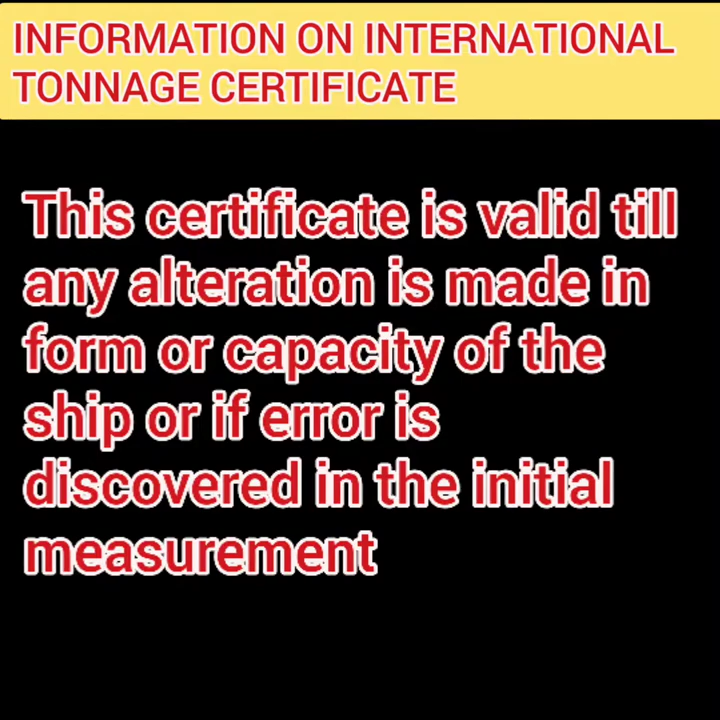 INFORMATION ON INTERNATIONAL
TONNAGE CERTIFICATE
This certificate is valid till
any alteration is made in
form or capacity of the
ship or if error is
discovered in the initial
measurement